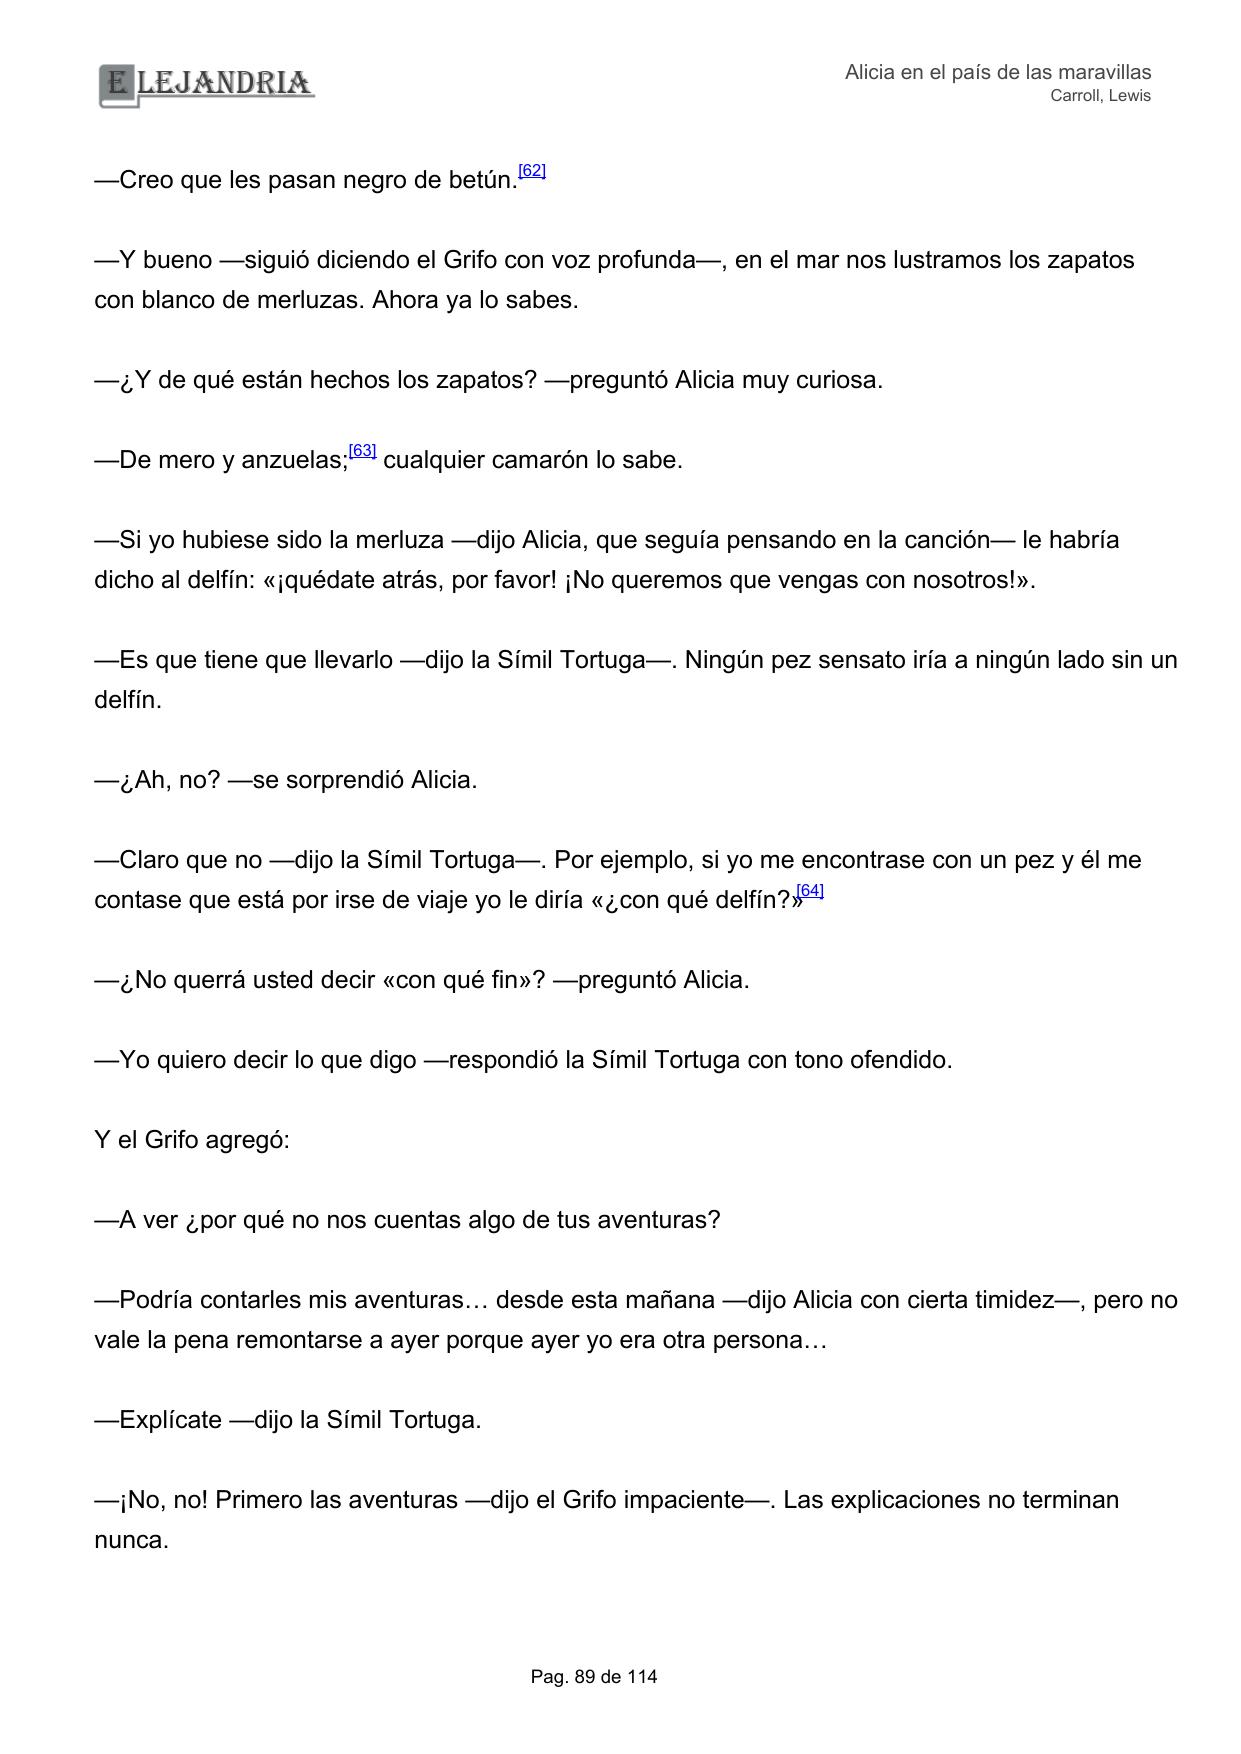 ELEJANDRIA
Alicia en el país de las maravillas
Carroll, Lewis
—Creo que les pasan negro de betún.[62]
—Y bueno —siguió diciendo el Grifo con voz profunda—, en el mar nos lustramos los zapatos
con blanco de merluzas. Ahora ya lo sabes.
—¿Y de qué están hechos los zapatos? —preguntó Alicia muy curiosa.
—De mero y anzuelas;[63] cualquier camarón lo sabe.
—Si yo hubiese sido la merluza —dijo Alicia, que seguía pensando en la canción— le habría
dicho al delfín: «¡quédate atrás, por favor! ¡No queremos que vengas con nosotros!».
—Es que tiene que llevarlo —dijo la Símil Tortuga—. Ningún pez sensato iría a ningún lado sin un
delfín.
—¿Ah, no? —se sorprendió Alicia.
—Claro que no —dijo la Símil Tortuga—. Por ejemplo, si yo me encontrase con un pez y él me
contase que está por irse de viaje yo le diría «¿con qué delfín?»[64]
—¿No querrá usted decir «con qué fin»? —preguntó Alicia.
—Yo quiero decir lo que digo —respondió la Símil Tortuga con tono ofendido.
Y el Grifo agregó:
—A ver ¿por qué no nos cuentas algo de tus aventuras?
—Podría contarles mis aventuras… desde esta mañana —dijo Alicia con cierta timidez—, pero no
vale la pena remontarse a ayer porque ayer yo era otra persona…
—Explícate —dijo la Símil Tortuga.
—¡No, no! Primero las aventuras —dijo el Grifo impaciente—. Las explicaciones no terminan
nunca.
Pag. 89 de 114